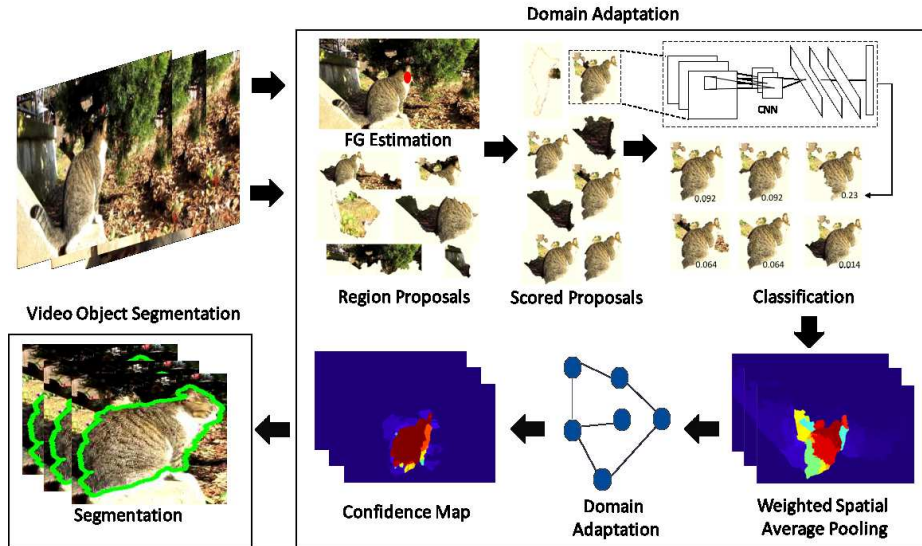 Domain Adaptation
CNN
FG Estimation
0.092
0.092
0.23
0.064
0.064
0.014
Region Proposals
Scored Proposals
Classification
Video Object Segmentation
Segmentation
Confidence Map
Domain
Adaptation
Weighted Spatial
Average Pooling